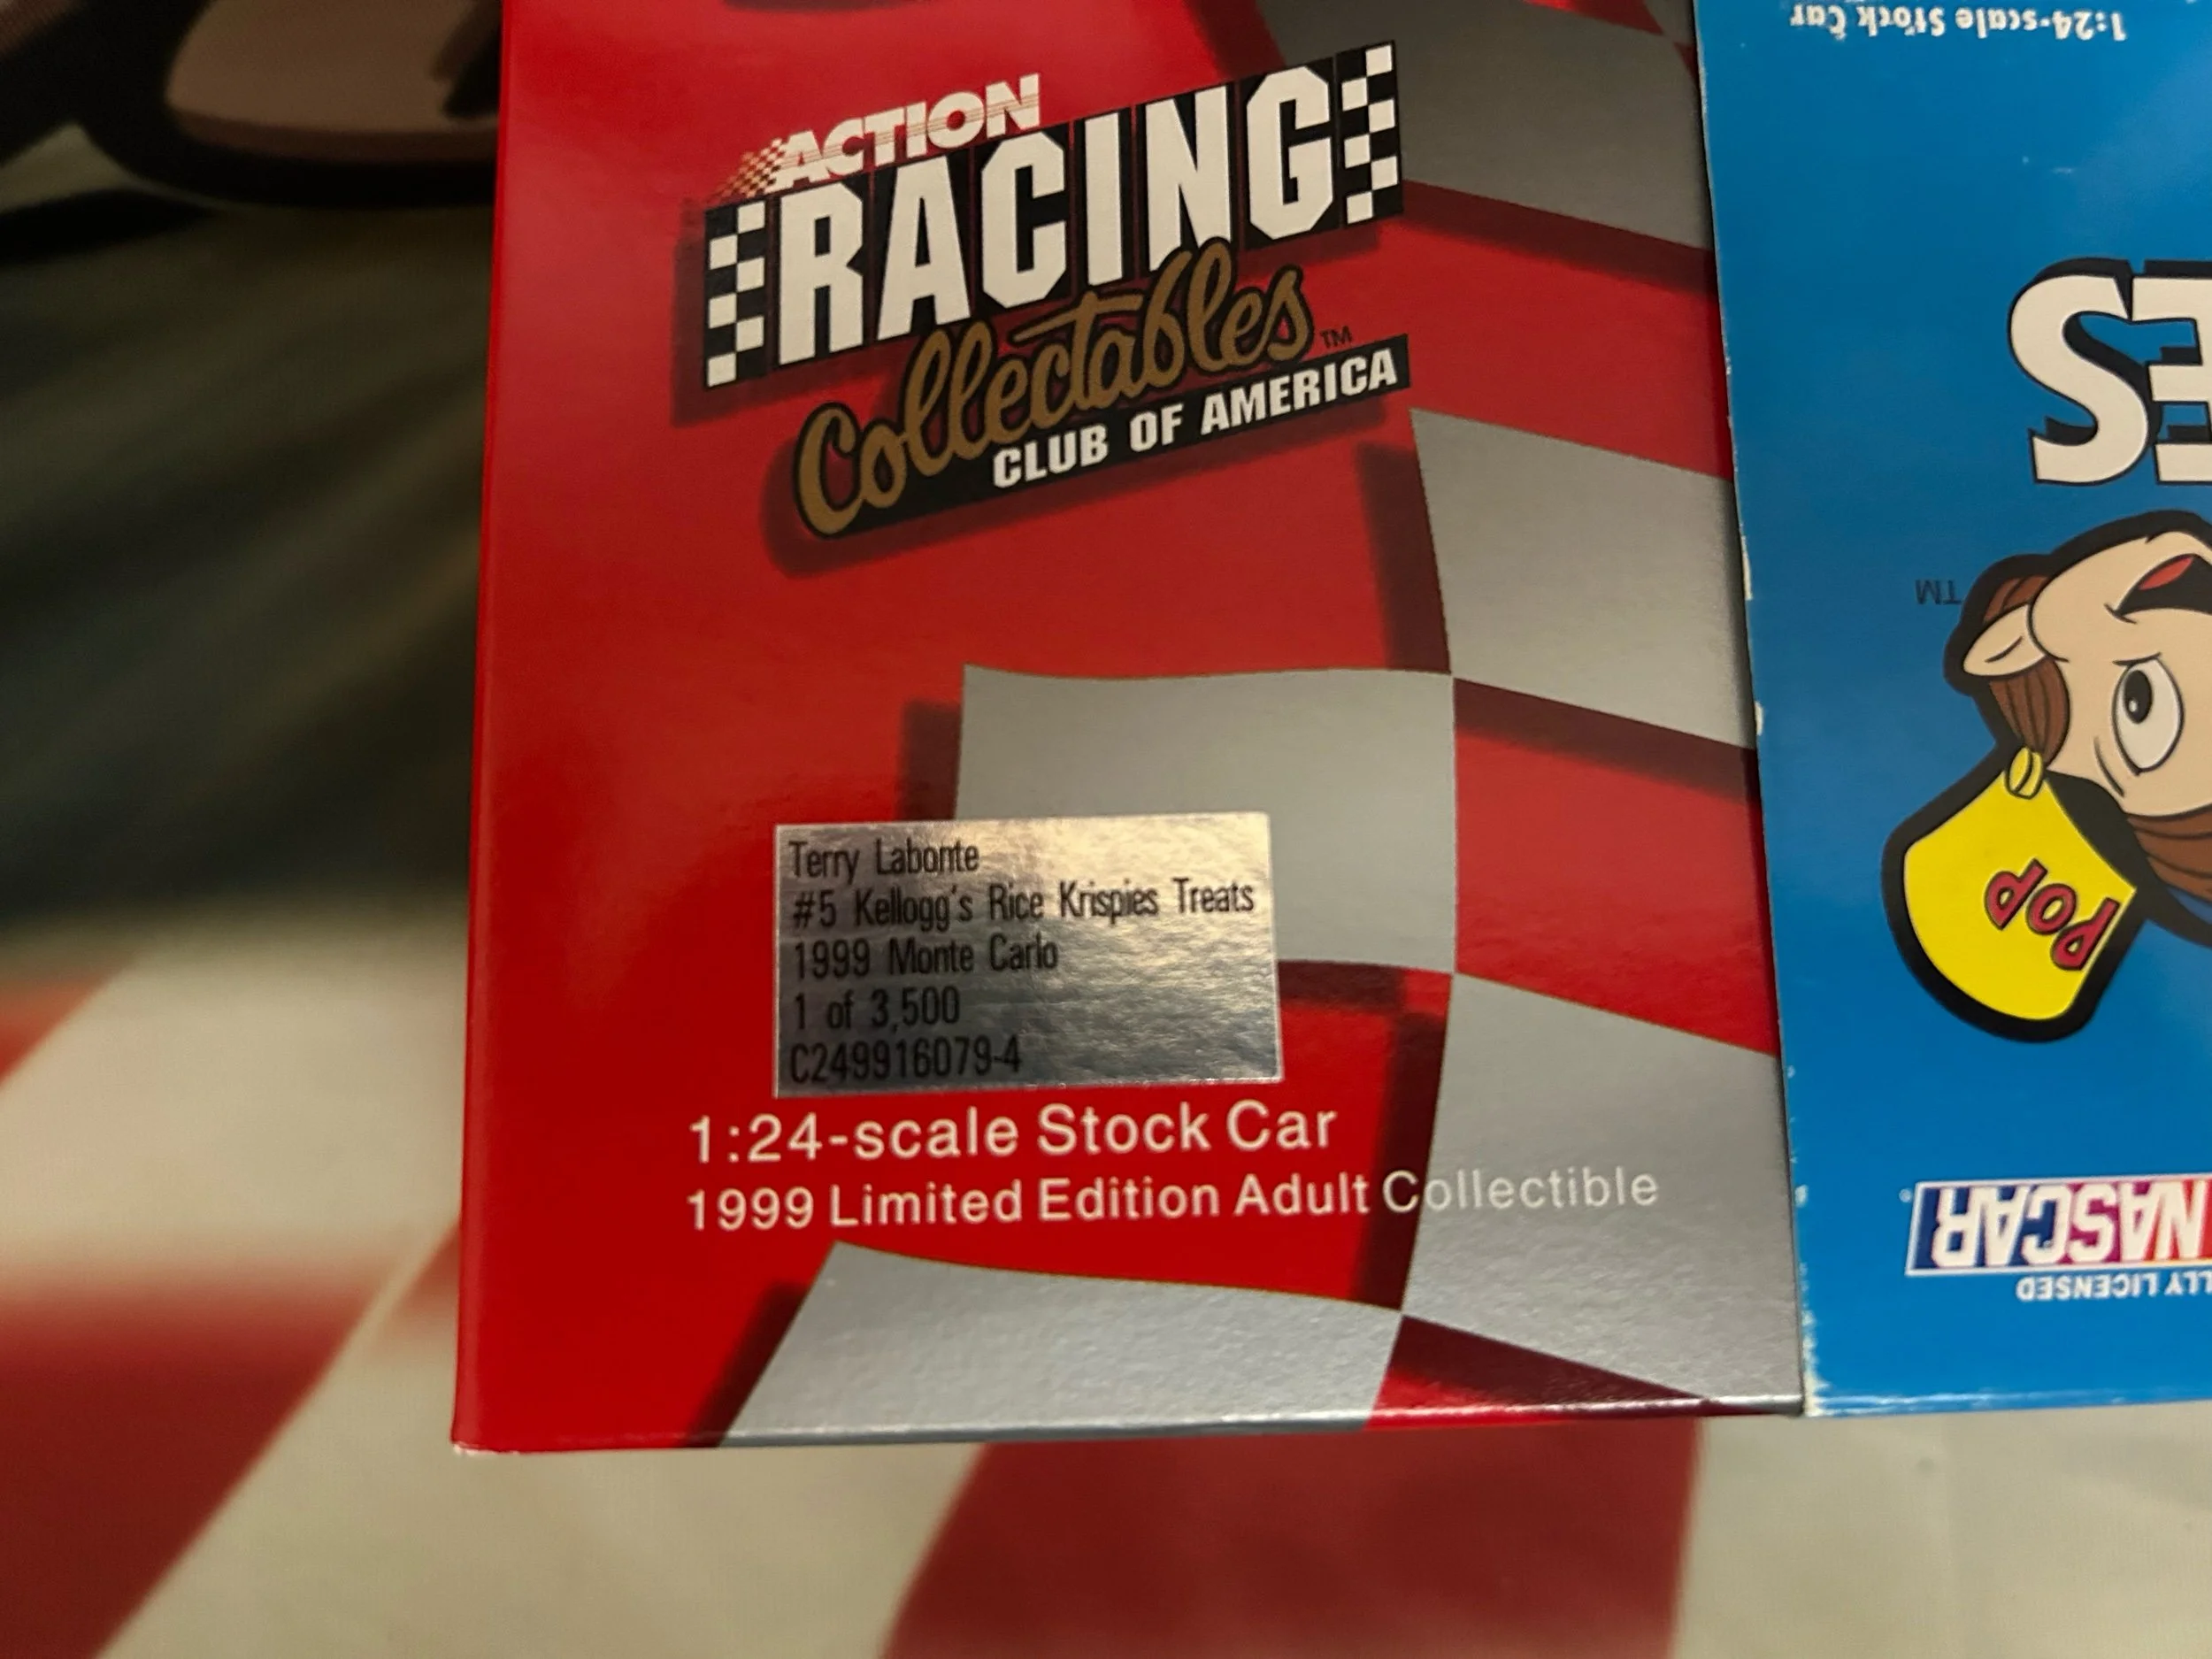 ACTION
RACING
Collectables™
CLUB OF AMERICA
Terry Labonte
#5 Kellogg's Rice Krispies Treats
1999 Monte Carlo
1 of 3,500
C249916079-4
1:24-scale Stock Car
1999 Limited Edition Adult Collectible
1:24-scale Stock Car
ES
TM
POP
NASCAR
LLY LICENSED